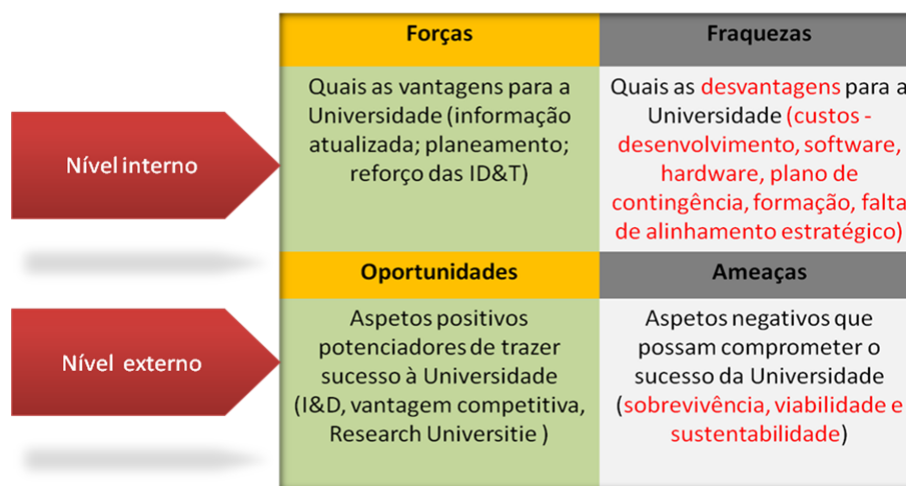 Forças
Fraquezas
Nível interno
Quais as vantagens para a
Universidade (informação
atualizada; planeamento;
reforço das ID&T)
Quais as desvantagens para a
Universidade (custos -
desenvolvimento, software,
hardware, plano de
contingência, formação, falta
de alinhamento estratégico)
Oportunidades
Ameaças
Nível externo
Aspetos positivos
potenciadores de trazer
sucesso à Universidade
(I&D, vantagem competitiva,
Research Universitie )
Aspetos negativos que
possam comprometer o
sucesso da Universidade
(sobrevivência, viabilidade e
sustentabilidade)